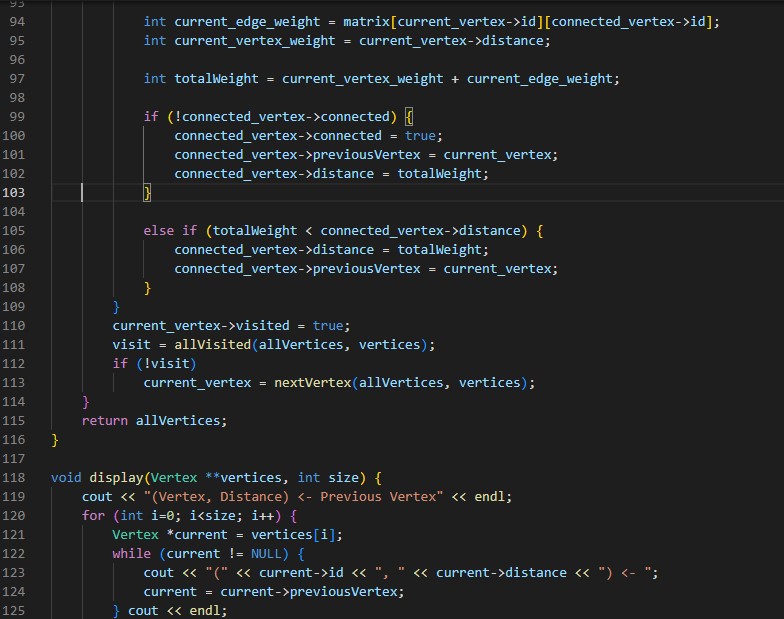 93
94 int current_edge_weight = matrix[current_vertex->id][connected_vertex->id];
95 int current_vertex_weight = current_vertex->distance;
96
97 int totalWeight = current_vertex_weight + current_edge_weight;
98
99 if (!connected_vertex->connected) {
100 connected_vertex->connected = true;
101 connected_vertex->previousVertex = current_vertex;
102 connected_vertex->distance = totalWeight;
103 }
104
105 else if (totalWeight < connected_vertex->distance) {
106 connected_vertex->distance = totalWeight;
107 connected_vertex->previousVertex = current_vertex;
108 }
109 }
110 current_vertex->visited = true;
111 visit = allVisited(allVertices, vertices);
112 if (!visit)
113 current_vertex = nextVertex(allVertices, vertices);
114 }
115 return allVertices;
116 }
117
118 void display(Vertex **vertices, int size) {
119 cout << "(Vertex, Distance) <- Previous Vertex" << endl;
120 for (int i=0; i<size; i++) {
121 Vertex *current = vertices[i];
122 while (current != NULL) {
123 cout << "(" << current->id << ", " << current->distance << ") <- ";
124 current = current->previousVertex;
125 } cout << endl;